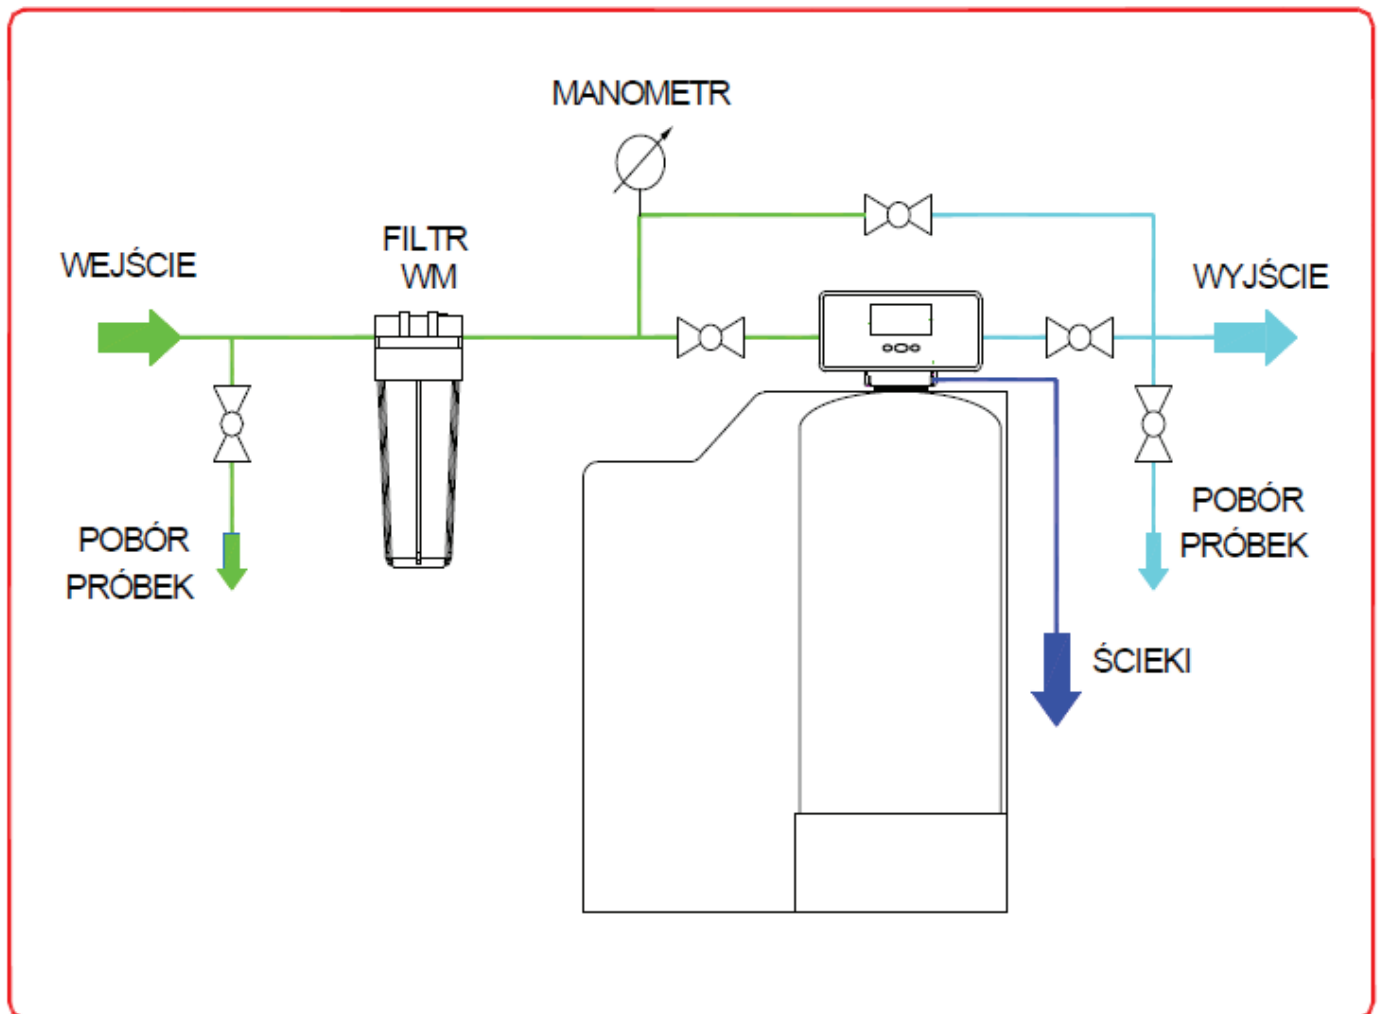 MANOMETR
FILTR
WM
WEJŚCIE
WYJŚCIE
POBÓR
PRÓBEK
POBÓR
PRÓBEK
ŚCIEKI